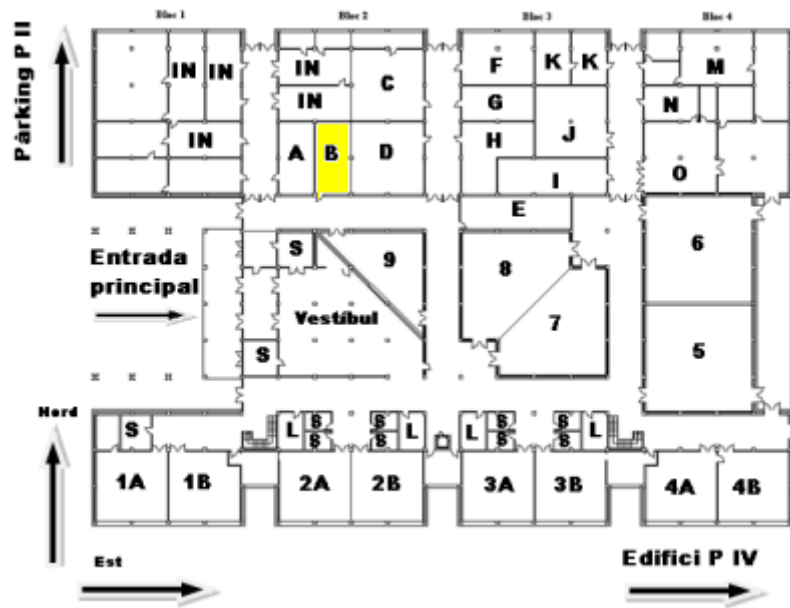 Bloc 1 Bloc 2 Bloc 3 Bloc 4
Pàrking P II
IN IN IN C F K K M
IN G N
IN A B D H J O
I
E
Entrada
principal
S 9 8 6
Vestíbul
7
S 5
Nord
S L S S L L S S L
S S S S
1A 1B 2A 2B 3A 3B 4A 4B
Est
Edifici P IV